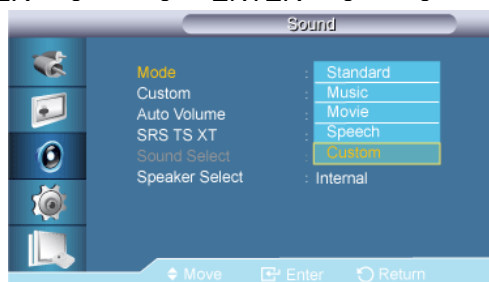 Sound
Mode : Standard
Custom : Music
Auto Volume : Movie
SRS TS XT : Speech
Sound Select : Custom
Speaker Select : Internal
Move Enter Return